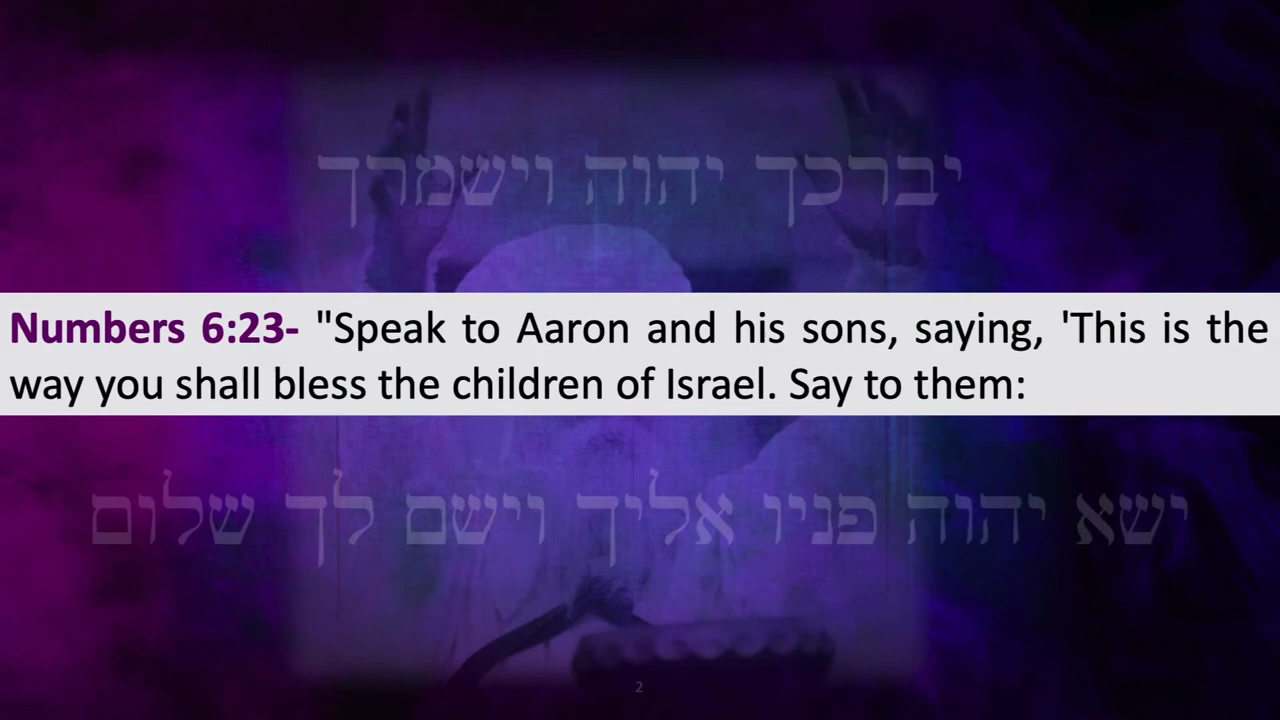 יברכך יהוה וישמרך
Numbers 6:23- "Speak to Aaron and his sons, saying, 'This is the
way you shall bless the children of Israel. Say to them:
ישא יהוה פניו אליך וישם לך שלום
2